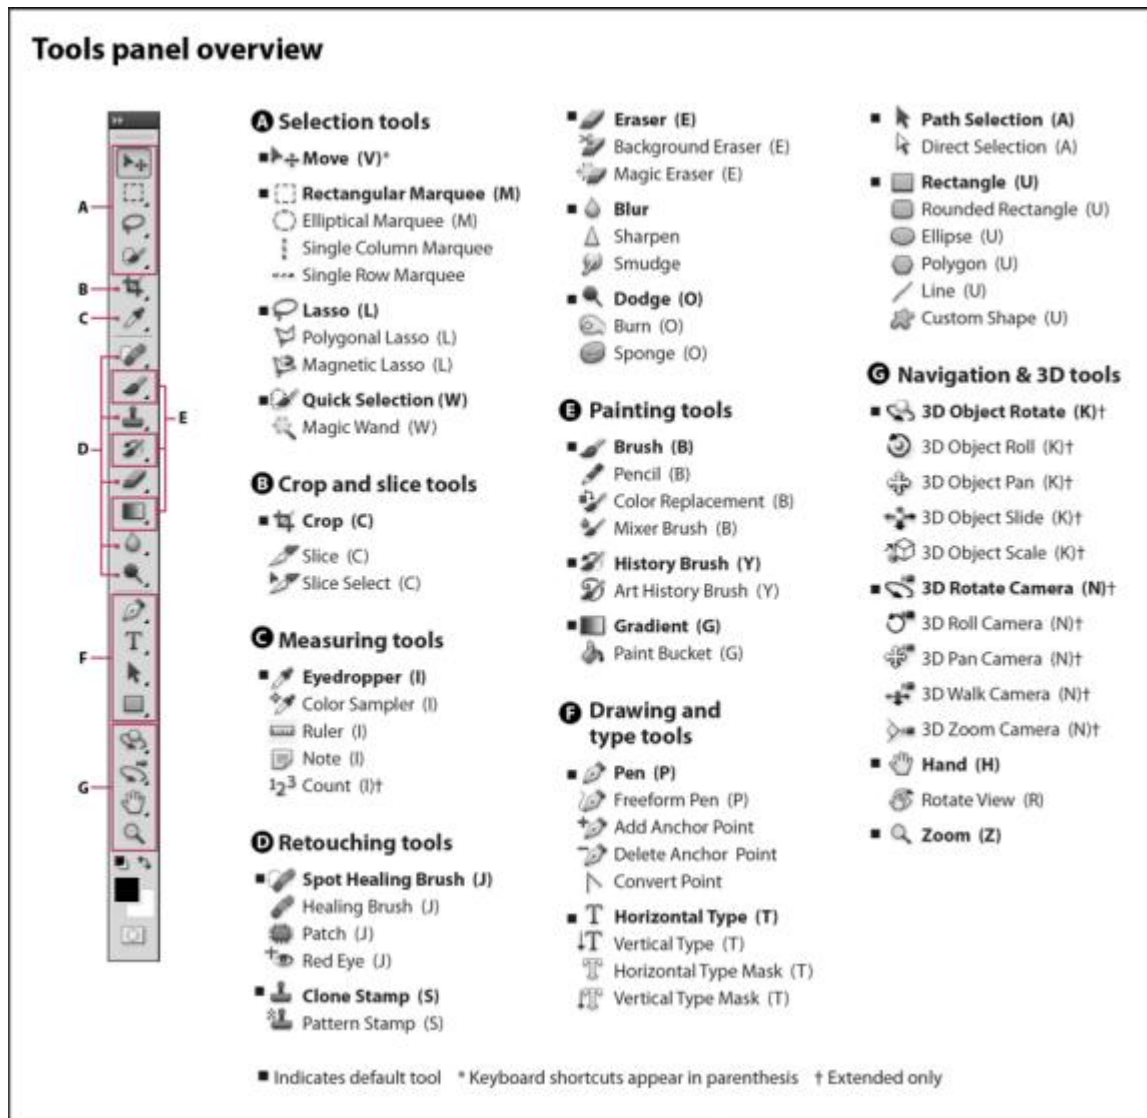 Tools panel overview
A
B
C
D
E
F
G
A Selection tools
■ Move (V)*
■ Rectangular Marquee (M)
Elliptical Marquee (M)
Single Column Marquee
Single Row Marquee
■ Lasso (L)
Polygonal Lasso (L)
Magnetic Lasso (L)
■ Quick Selection (W)
Magic Wand (W)
B Crop and slice tools
■ Crop (C)
Slice (C)
Slice Select (C)
C Measuring tools
■ Eyedropper (I)
Color Sampler (I)
Ruler (I)
Note (I)
Count (I)†
D Retouching tools
■ Spot Healing Brush (J)
Healing Brush (J)
Patch (J)
Red Eye (J)
■ Clone Stamp (S)
Pattern Stamp (S)
■ Eraser (E)
Background Eraser (E)
Magic Eraser (E)
■ Blur
Sharpen
Smudge
■ Dodge (O)
Burn (O)
Sponge (O)
E Painting tools
■ Brush (B)
Pencil (B)
Color Replacement (B)
Mixer Brush (B)
■ History Brush (Y)
Art History Brush (Y)
■ Gradient (G)
Paint Bucket (G)
F Drawing and
type tools
■ Pen (P)
Freeform Pen (P)
Add Anchor Point
Delete Anchor Point
Convert Point
■ Horizontal Type (T)
Vertical Type (T)
Horizontal Type Mask (T)
Vertical Type Mask (T)
■ Path Selection (A)
Direct Selection (A)
■ Rectangle (U)
Rounded Rectangle (U)
Ellipse (U)
Polygon (U)
Line (U)
Custom Shape (U)
G Navigation & 3D tools
■ 3D Object Rotate (K)†
3D Object Roll (K)†
3D Object Pan (K)†
3D Object Slide (K)†
3D Object Scale (K)†
■ 3D Rotate Camera (N)†
3D Roll Camera (N)†
3D Pan Camera (N)†
3D Walk Camera (N)†
3D Zoom Camera (N)†
■ Hand (H)
Rotate View (R)
■ Zoom (Z)
■ Indicates default tool * Keyboard shortcuts appear in parenthesis † Extended only